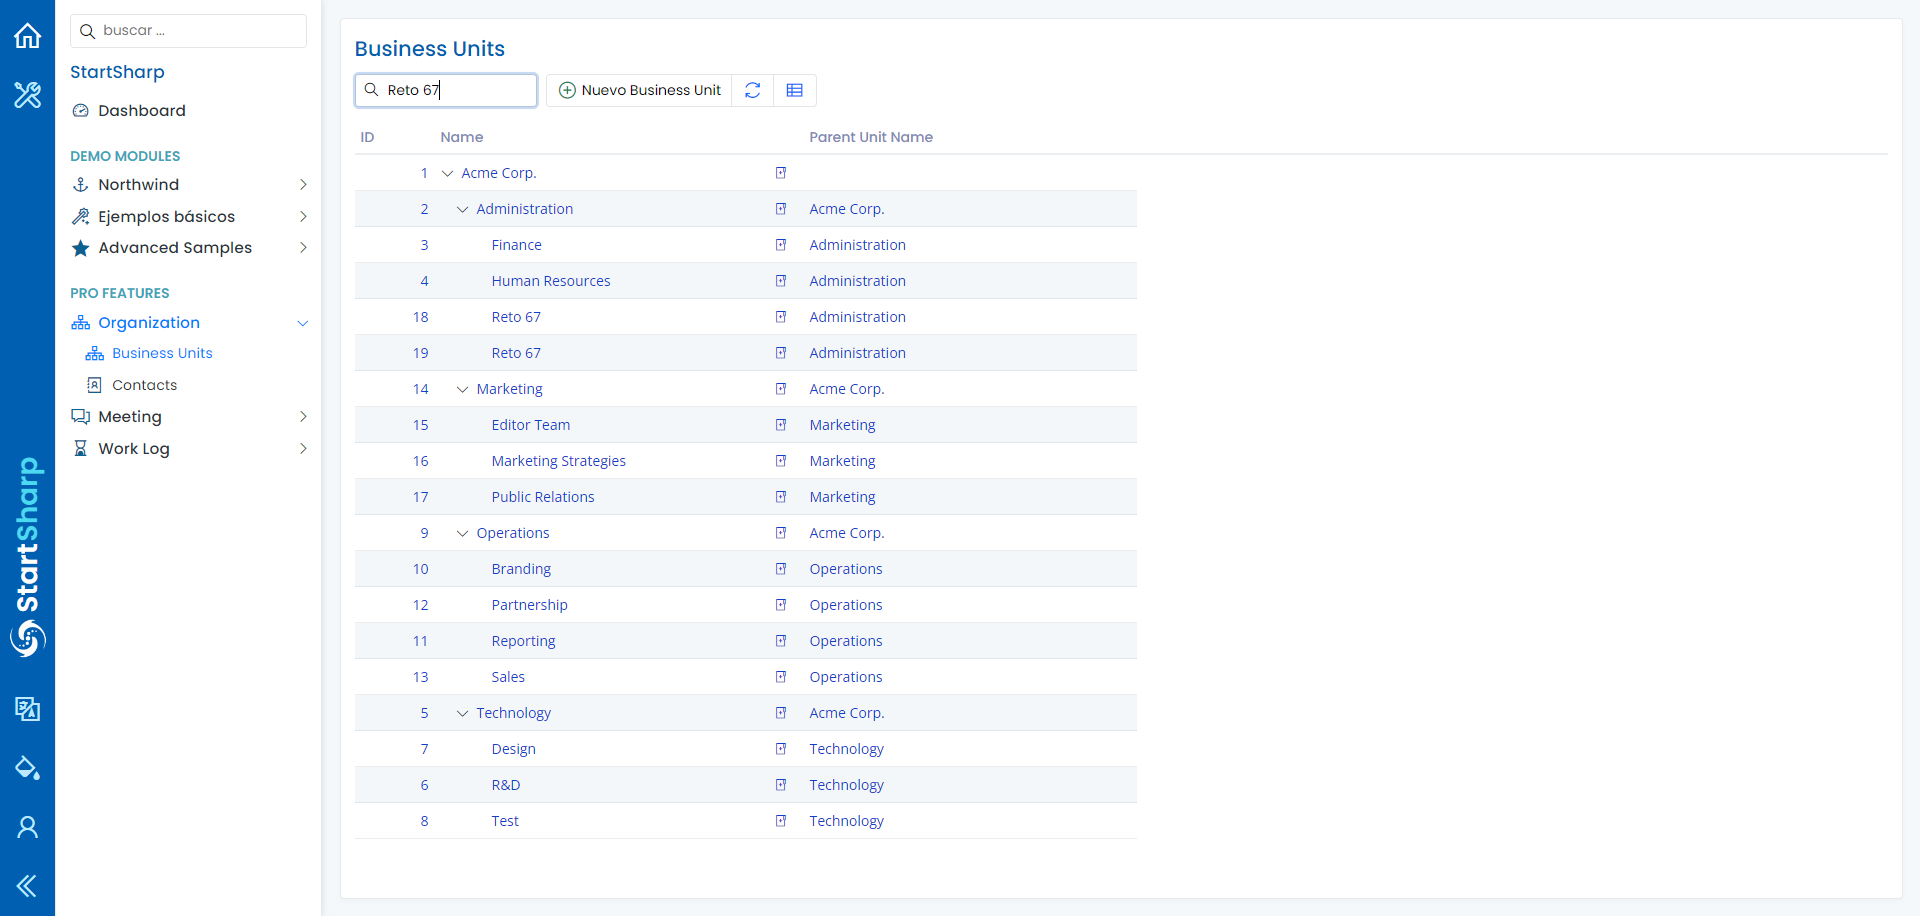 buscar ...
StartSharp
Dashboard
DEMO MODULES
Northwind
Ejemplos básicos
Advanced Samples
PRO FEATURES
Organization
Business Units
Contacts
Meeting
Work Log
StartSharp
Business Units
Reto 67
Nuevo Business Unit
ID Name Parent Unit Name
1 Acme Corp.
2 Administration Acme Corp.
3 Finance Administration
4 Human Resources Administration
18 Reto 67 Administration
19 Reto 67 Administration
14 Marketing Acme Corp.
15 Editor Team Marketing
16 Marketing Strategies Marketing
17 Public Relations Marketing
9 Operations Acme Corp.
10 Branding Operations
12 Partnership Operations
11 Reporting Operations
13 Sales Operations
5 Technology Acme Corp.
7 Design Technology
6 R&D Technology
8 Test Technology